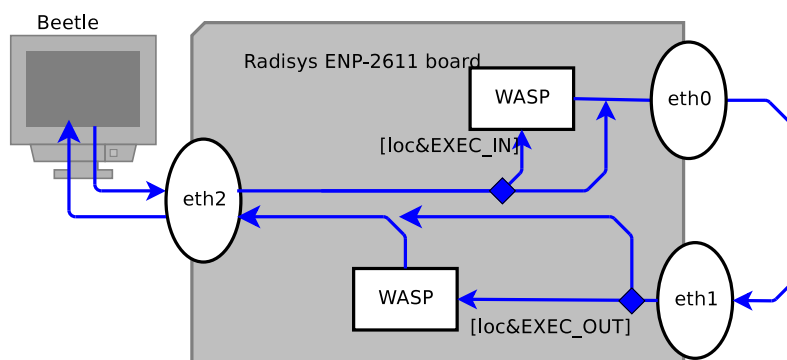 Beetle
Radisys ENP-2611 board
WASP
eth0
[loc&EXEC_IN]
eth2
WASP
eth1
[loc&EXEC_OUT]